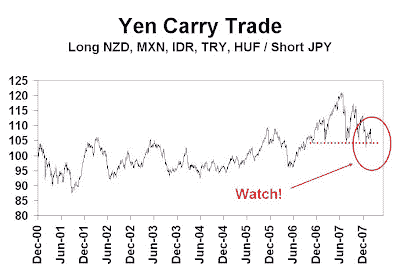 Yen Carry Trade
Long NZD, MXN, IDR, TRY, HUF / Short JPY
125
120
115
110
105
100
95
90
85
80
Watch!
Dec-00
Jun-01
Dec-01
Jun-02
Dec-02
Jun-03
Dec-03
Jun-04
Dec-04
Jun-05
Dec-05
Jun-06
Dec-06
Jun-07
Dec-07